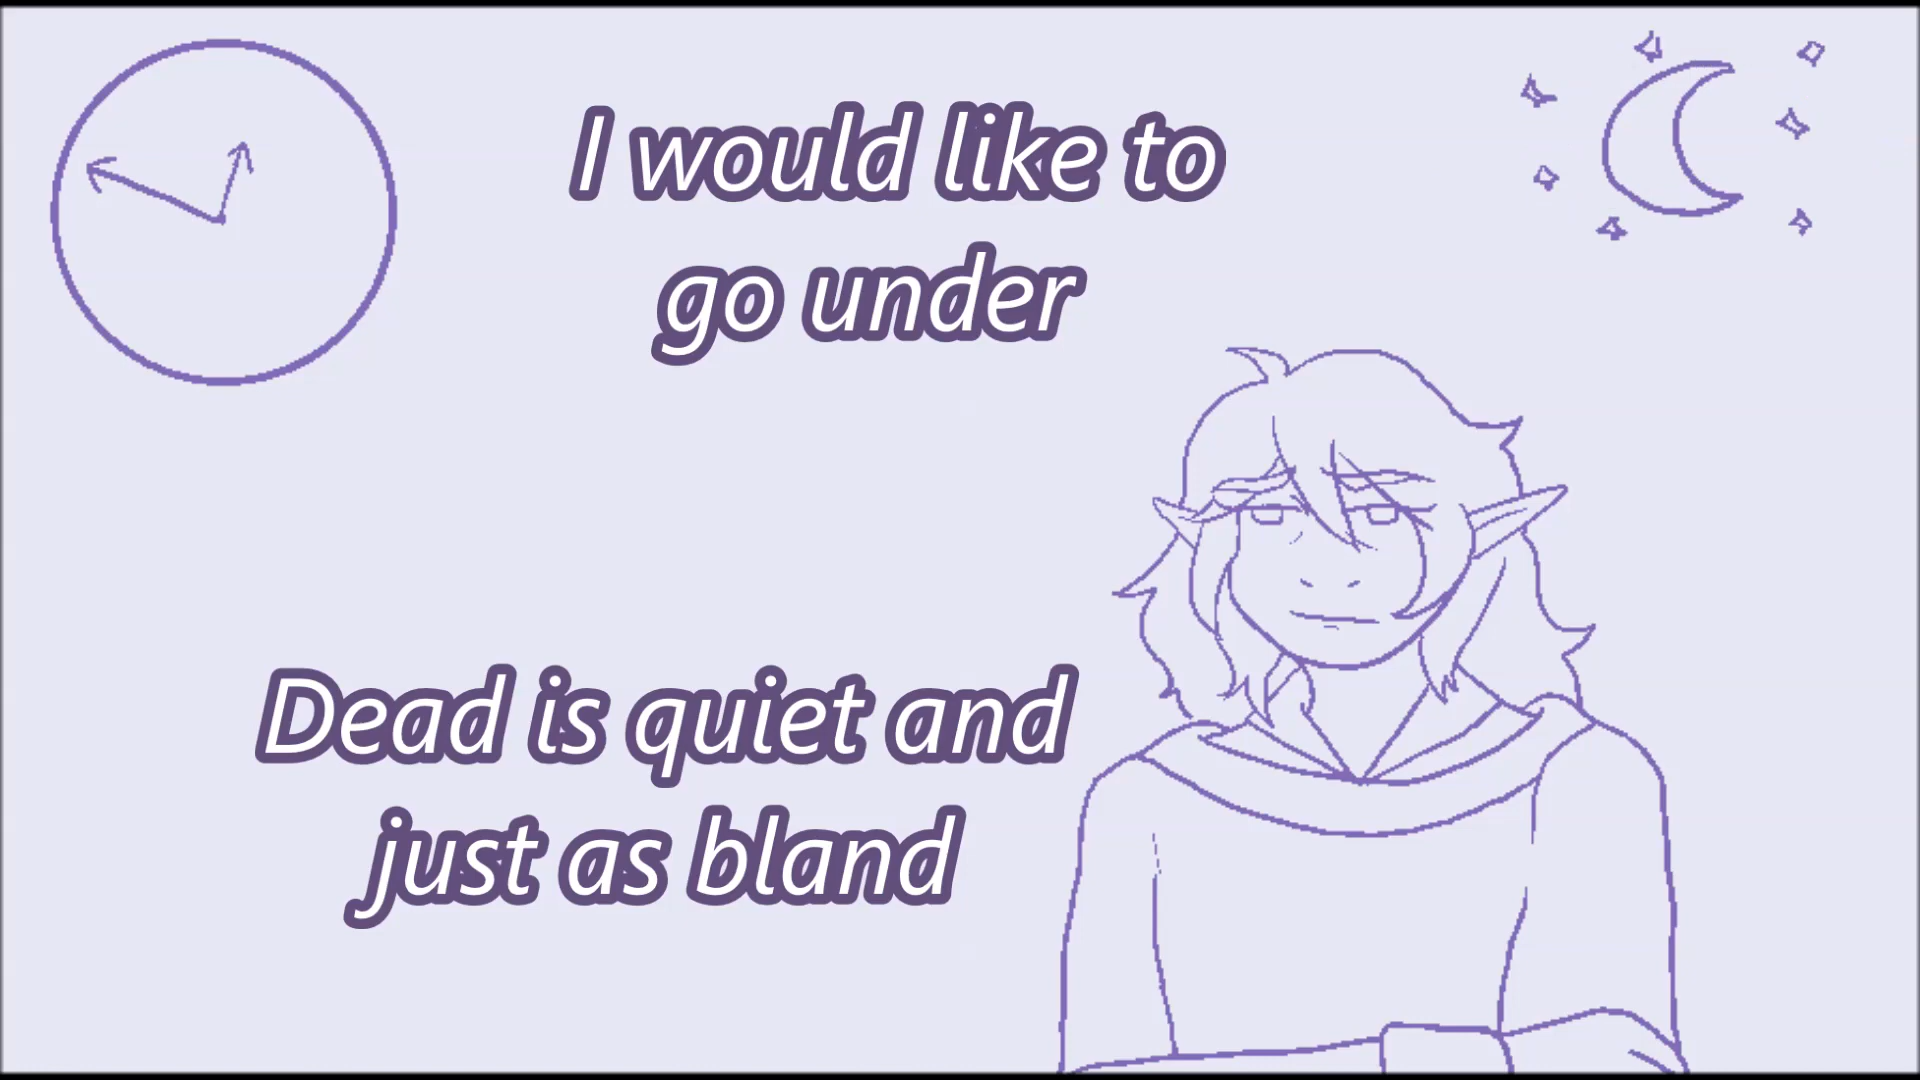 I would like to
go under
Dead is quiet and
just as bland